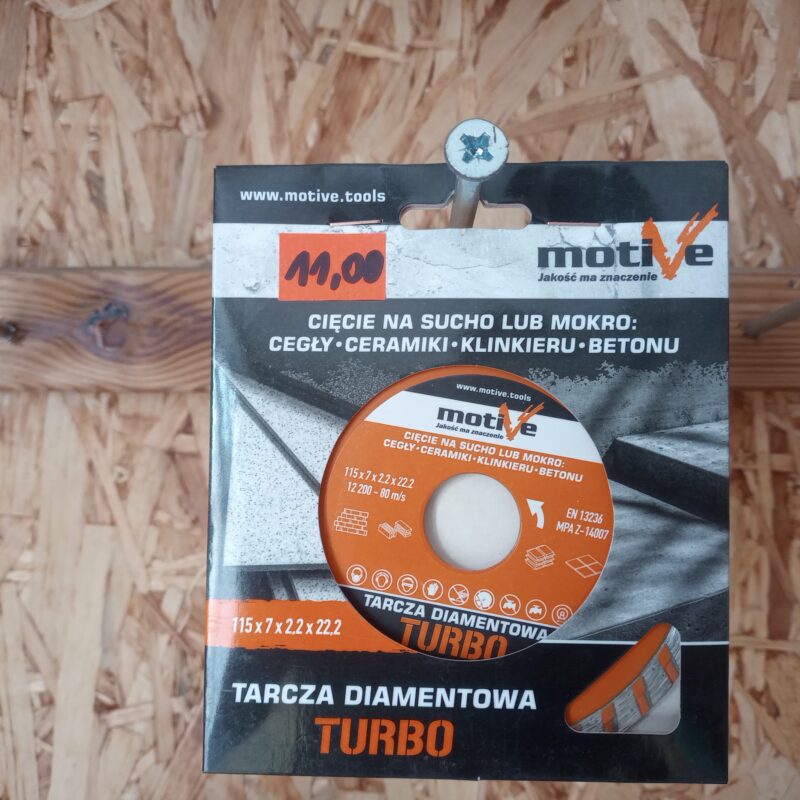 www.motive.tools
11,00
motive
Jakość ma znaczenie
CIĘCIE NA SUCHO LUB MOKRO:
CEGŁY•CERAMIKI•KLINKIERU•BETONU
www.motive.tools
motive
Jakość ma znaczenie
CIĘCIE NA SUCHO LUB MOKRO:
CEGŁY•CERAMIKI•KLINKIERU•BETONU
115 x 7 x 2,2 x 22,2
12 200 - 80 m/s
EN 13236
MPA Z-14007
TARCZA DIAMENTOWA
TURBO
115 x 7 x 2,2 x 22,2
TARCZA DIAMENTOWA
TURBO